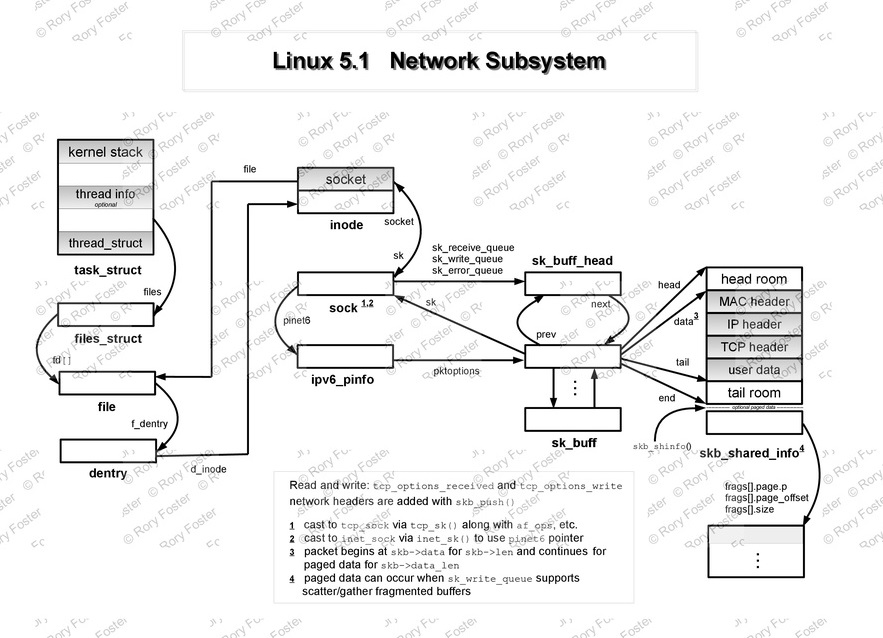 Linux 5.1 Network Subsystem
kernel stack
thread info
optional
thread_struct
task_struct
files
files_struct
fd[]
file
f_dentry
dentry
d_inode
file
socket
inode
socket
sk
sock 1,2
pinet6
ipv6_pinfo
sk_receive_queue
sk_write_queue
sk_error_queue
sk
pktoptions
sk_buff_head
next
prev
⋮
sk_buff
head
data3
tail
end
head room
MAC header
IP header
TCP header
user data
tail room
optional paged data
skb_shinfo()
skb_shared_info4
frags[].page.p
frags[].page_offset
frags[].size
⋮
Read and write: tcp_options_received and tcp_options_write
network headers are added with skb_push()
1 cast to tcp_sock via tcp_sk() along with af_ops, etc.
2 cast to inet_sock via inet_sk() to use pinet6 pointer
3 packet begins at skb->data for skb->len and continues for
paged data for skb->data_len
4 paged data can occur when sk_write_queue supports
scatter/gather fragmented buffers
© Rory Foster